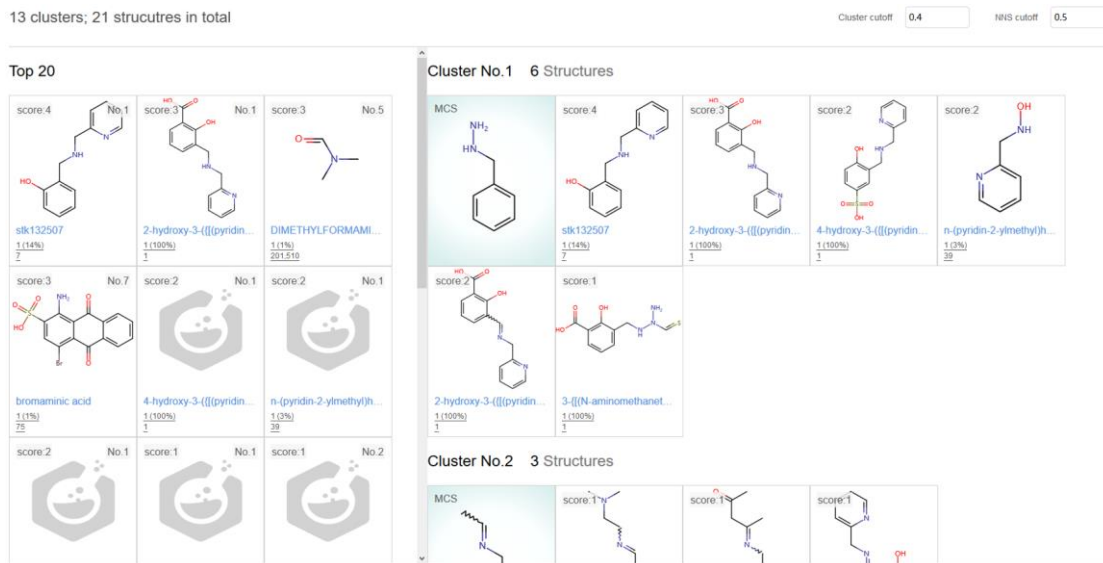 13 clusters; 21 strucutres in total
Cluster cutoff 0.4 NNS cutoff 0.5
Top 20
score:4 No.1
NH
N
HO
stk132507
1 (14%)
7
score:3 No.1
HO O
OH
HN
N
2-hydroxy-3-({[(pyridin...
1 (100%)
1
score:3 No.5
O
N
DIMETHYLFORMAMI...
1 (1%)
201,510
score:3 No.7
O NH₂ O
S
HO O
Br O
bromaminic acid
1 (1%)
75
score:2 No.1
4-hydroxy-3-({[(pyridin...
1 (100%)
1
score:2 No.1
n-(pyridin-2-ylmethyl)h...
1 (3%)
39
score:2 No.1
score:1 No.1
score:1 No.2
Cluster No.1 6 Structures
MCS
NH₂
HN
score:4
N
NH
HO
stk132507
1 (14%)
7
score:3
HO O
OH
HN
N
2-hydroxy-3-({[(pyridin...
1 (100%)
1
score:2
N
OH HN
O S O
OH
4-hydroxy-3-({[(pyridin...
1 (100%)
1
score:2
OH
NH
N
n-(pyridin-2-ylmethyl)h...
1 (3%)
39
score:2
HO O
OH
N
N
2-hydroxy-3-({[(pyridin...
1 (100%)
1
score:1
O OH NH₂
HO N N S
H
3-{[(N-aminomethanet...
1 (100%)
1
Cluster No.2 3 Structures
MCS
N
score:1
N
N
score:1
O
N
score:1
N
N
OH